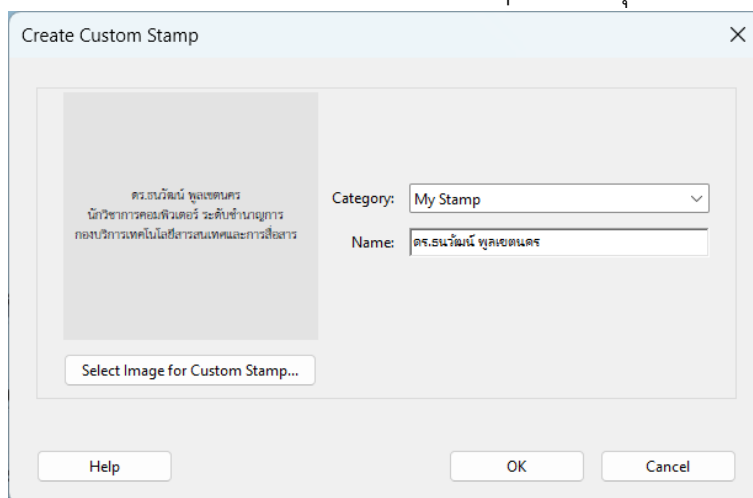 Create Custom Stamp
ดร.ธนวัฒน์ พูลเขตนคร
นักวิชาการคอมพิวเตอร์ ระดับชำนาญการ
กองบริการเทคโนโลยีสารสนเทศและการสื่อสาร
Category: My Stamp
Name: ดร.ธนวัฒน์ พูลเขตนคร
Select Image for Custom Stamp...
Help OK Cancel